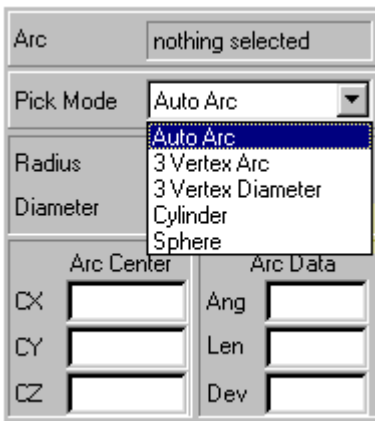 Arc nothing selected
Pick Mode Auto Arc
Auto Arc
3 Vertex Arc
Radius
3 Vertex Diameter
Diameter
Cylinder
Sphere
Arc Center Arc Data
CX Ang
CY Len
CZ Dev